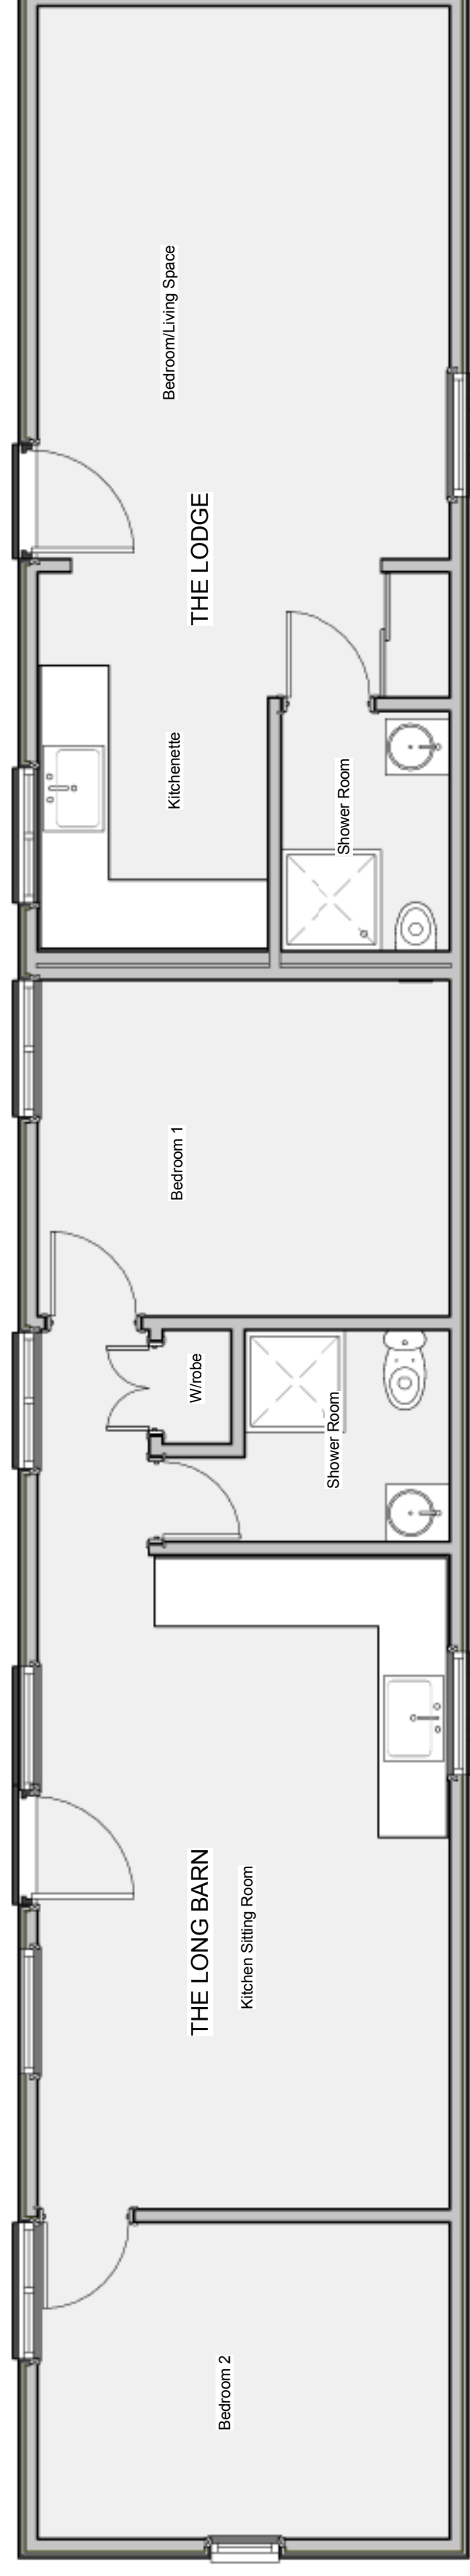 Bedroom/Living Space
THE LODGE
Kitchenette
Shower Room
Bedroom 1
W/robe
Shower Room
THE LONG BARN
Kitchen Sitting Room
Bedroom 2